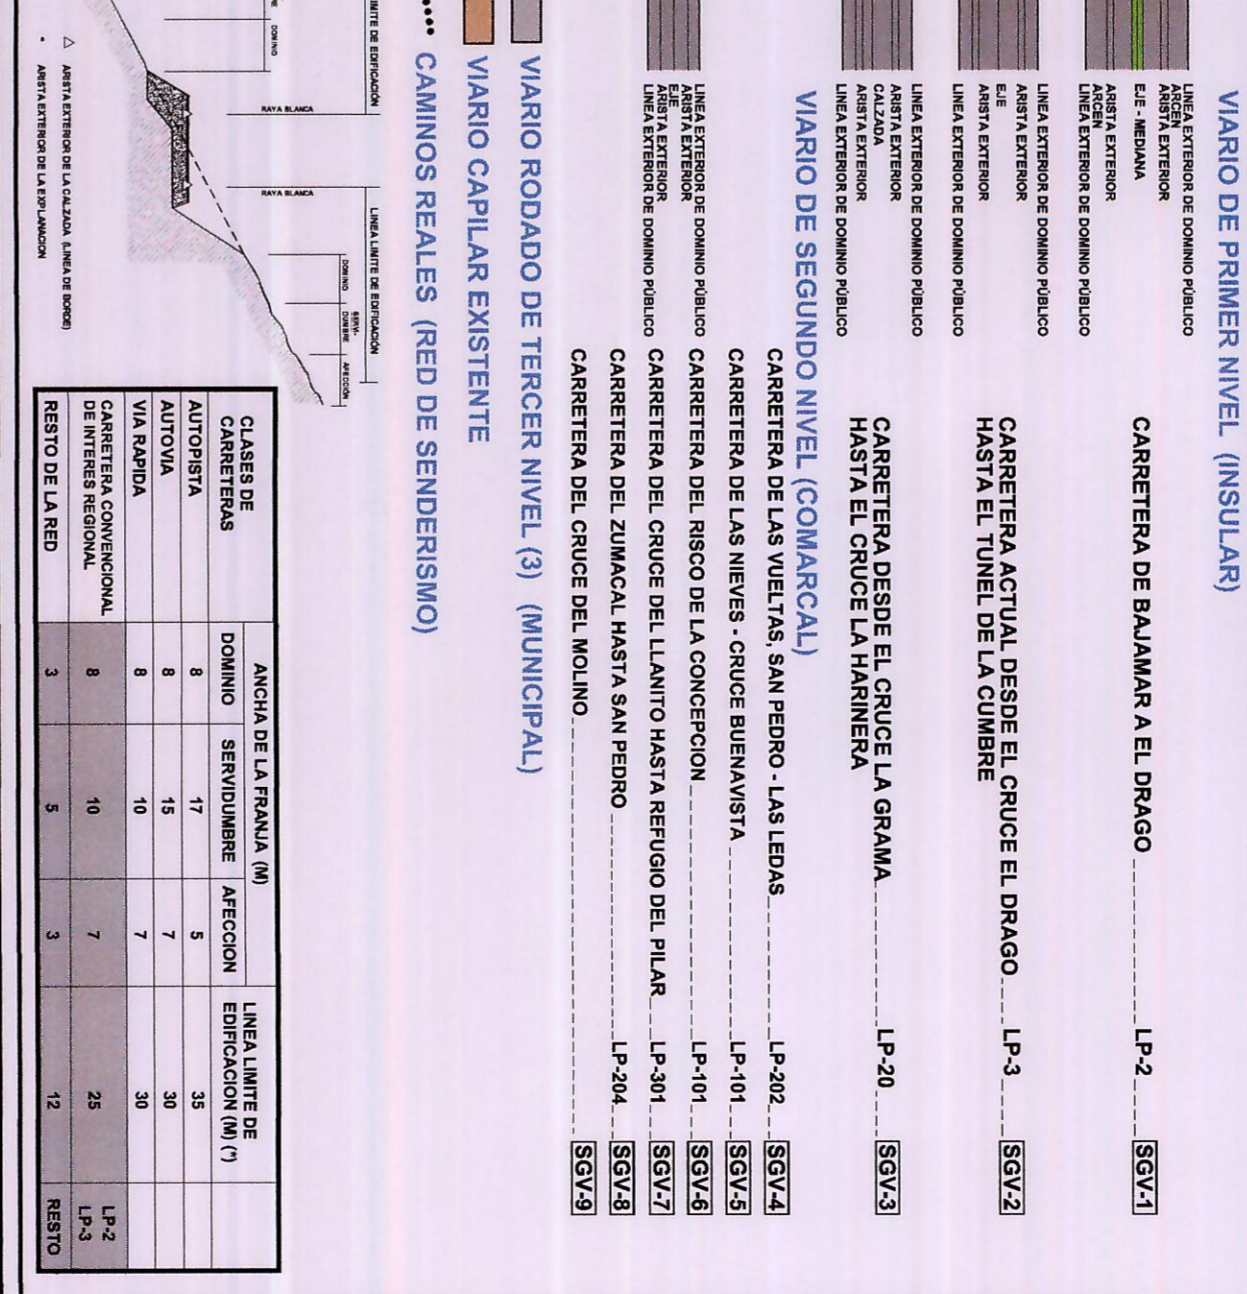 VIARIO DE PRIMER NIVEL (INSULAR)
LINEA EXTERIOR DE DOMINIO PÚBLICO
ARCEN
ARISTA EXTERIOR
EJE - MEDIANA
ARISTA EXTERIOR
ARCEN
LINEA EXTERIOR DE DOMINIO PÚBLICO
CARRETERA DE BAJAMAR A EL DRAGO LP-2 SGV-1
LINEA EXTERIOR DE DOMINIO PÚBLICO
ARISTA EXTERIOR
EJE
ARISTA EXTERIOR
LINEA EXTERIOR DE DOMINIO PÚBLICO
CARRETERA ACTUAL DESDE EL CRUCE EL DRAGO LP-3 SGV-2
HASTA EL TUNEL DE LA CUMBRE
LINEA EXTERIOR DE DOMINIO PÚBLICO
ARISTA EXTERIOR
CALZADA
ARISTA EXTERIOR
LINEA EXTERIOR DE DOMINIO PÚBLICO
CARRETERA DESDE EL CRUCE LA GRAMA LP-20 SGV-3
HASTA EL CRUCE LA HARINERA
VIARIO DE SEGUNDO NIVEL (COMARCAL)
CARRETERA DE LAS VUELTAS, SAN PEDRO - LAS LEDAS LP-202 SGV-4
CARRETERA DE LAS NIEVES - CRUCE BUENAVISTA LP-101 SGV-5
CARRETERA DEL RISCO DE LA CONCEPCION LP-101 SGV-6
CARRETERA DEL CRUCE DEL LLANITO HASTA REFUGIO DEL PILAR LP-301 SGV-7
CARRETERA DEL ZUMACAL HASTA SAN PEDRO LP-204 SGV-8
CARRETERA DEL CRUCE DEL MOLINO SGV-9
LINEA EXTERIOR DE DOMINIO PÚBLICO
ARISTA EXTERIOR
EJE
ARISTA EXTERIOR
LINEA EXTERIOR DE DOMINIO PÚBLICO
VIARIO RODADO DE TERCER NIVEL (3) (MUNICIPAL)
VIARIO CAPILAR EXISTENTE
CAMINOS REALES (RED DE SENDERISMO)
IMITE DE EDIFICACIÓN
LINEA LIMITE DE EDIFICACIÓN
DOMINIO
RAYA BLANCA
RAYA BLANCA
DOMINIO
SERVI-
DUMBRE
AFECCIÓN
△ ARISTA EXTERIOR DE LA CALZADA (LINEA DE BORDE)
• ARISTA EXTERIOR DE LA EXPLANACION
CLASES DE
CARRETERAS
ANCHA DE LA FRANJA (M)
DOMINIO SERVIDUMBRE AFECCION
LINEA LIMITE DE
EDIFICACION (M) (*)
AUTOPISTA 8 17 5 35
AUTOVIA 8 15 7 30
VIA RAPIDA 8 10 7 30
CARRETERA CONVENCIONAL
DE INTERES REGIONAL 8 10 7 25 LP-2
LP-3
RESTO DE LA RED 3 5 3 12 RESTO